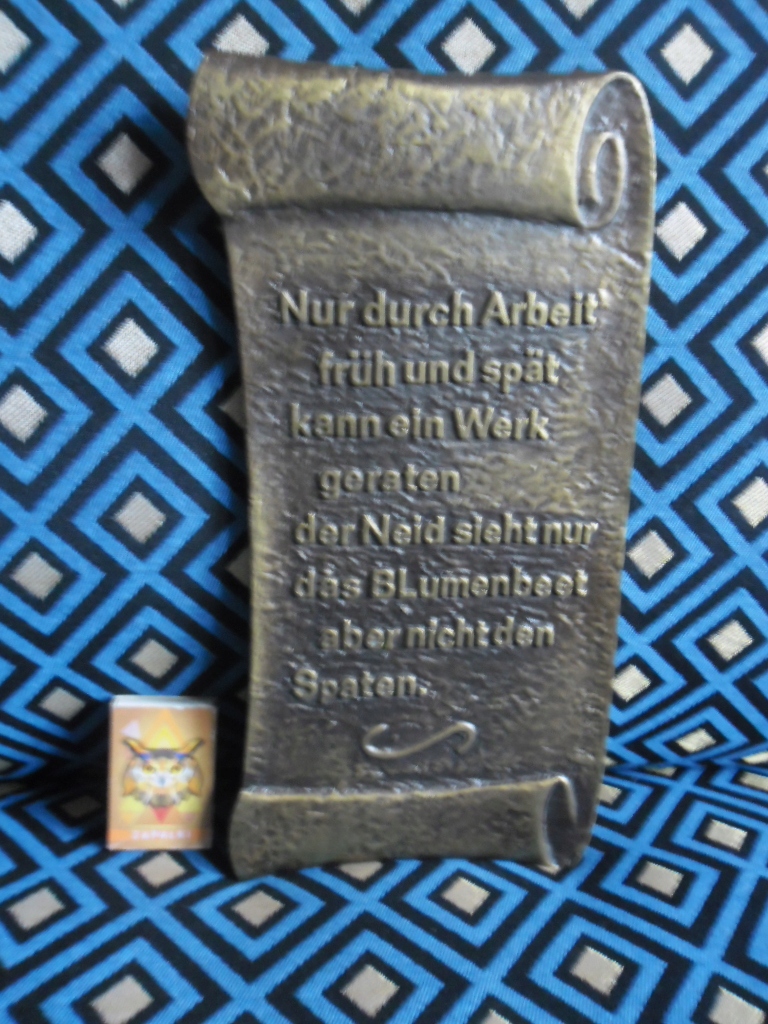 Nur durch Arbeit
früh und spät
kann ein Werk
geraten
der Neid sieht nur
das BLumenbeet
aber nicht den
Spaten.
ZAPAŁKI